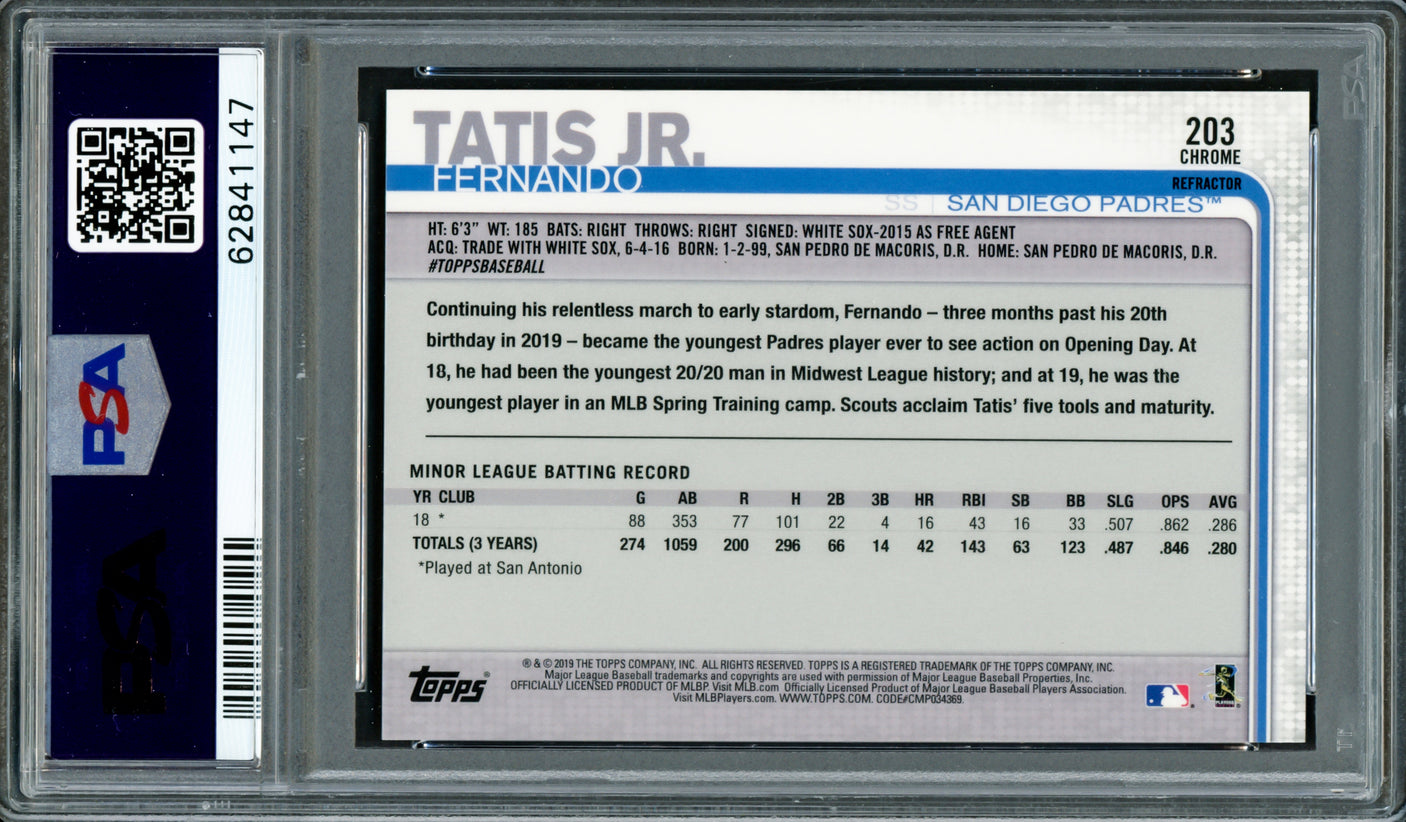 62841147
PSA
PSA
TATIS JR.
FERNANDO
203
CHROME
REFRACTOR
SS | SAN DIEGO PADRES™
HT: 6'3" WT: 185 BATS: RIGHT THROWS: RIGHT SIGNED: WHITE SOX-2015 AS FREE AGENT
ACQ: TRADE WITH WHITE SOX, 6-4-16 BORN: 1-2-99, SAN PEDRO DE MACORIS, D.R. HOME: SAN PEDRO DE MACORIS, D.R.
#TOPPSBASEBALL
Continuing his relentless march to early stardom, Fernando – three months past his 20th
birthday in 2019 – became the youngest Padres player ever to see action on Opening Day. At
18, he had been the youngest 20/20 man in Midwest League history; and at 19, he was the
youngest player in an MLB Spring Training camp. Scouts acclaim Tatis' five tools and maturity.
MINOR LEAGUE BATTING RECORD
YR CLUB G AB R H 2B 3B HR RBI SB BB SLG OPS AVG
18 * 88 353 77 101 22 4 16 43 16 33 .507 .862 .286
TOTALS (3 YEARS) 274 1059 200 296 66 14 42 143 63 123 .487 .846 .280
*Played at San Antonio
Topps®
® & © 2019 THE TOPPS COMPANY, INC. ALL RIGHTS RESERVED. TOPPS IS A REGISTERED TRADEMARK OF THE TOPPS COMPANY, INC.
Major League Baseball trademarks and copyrights are used with permission of Major League Baseball Properties, Inc.
OFFICIALLY LICENSED PRODUCT OF MLBP. Visit MLB.com Officially Licensed Product of Major League Baseball Players Association.
Visit MLBPlayers.com. WWW.TOPPS.COM. CODE#CMP034369.
PSA